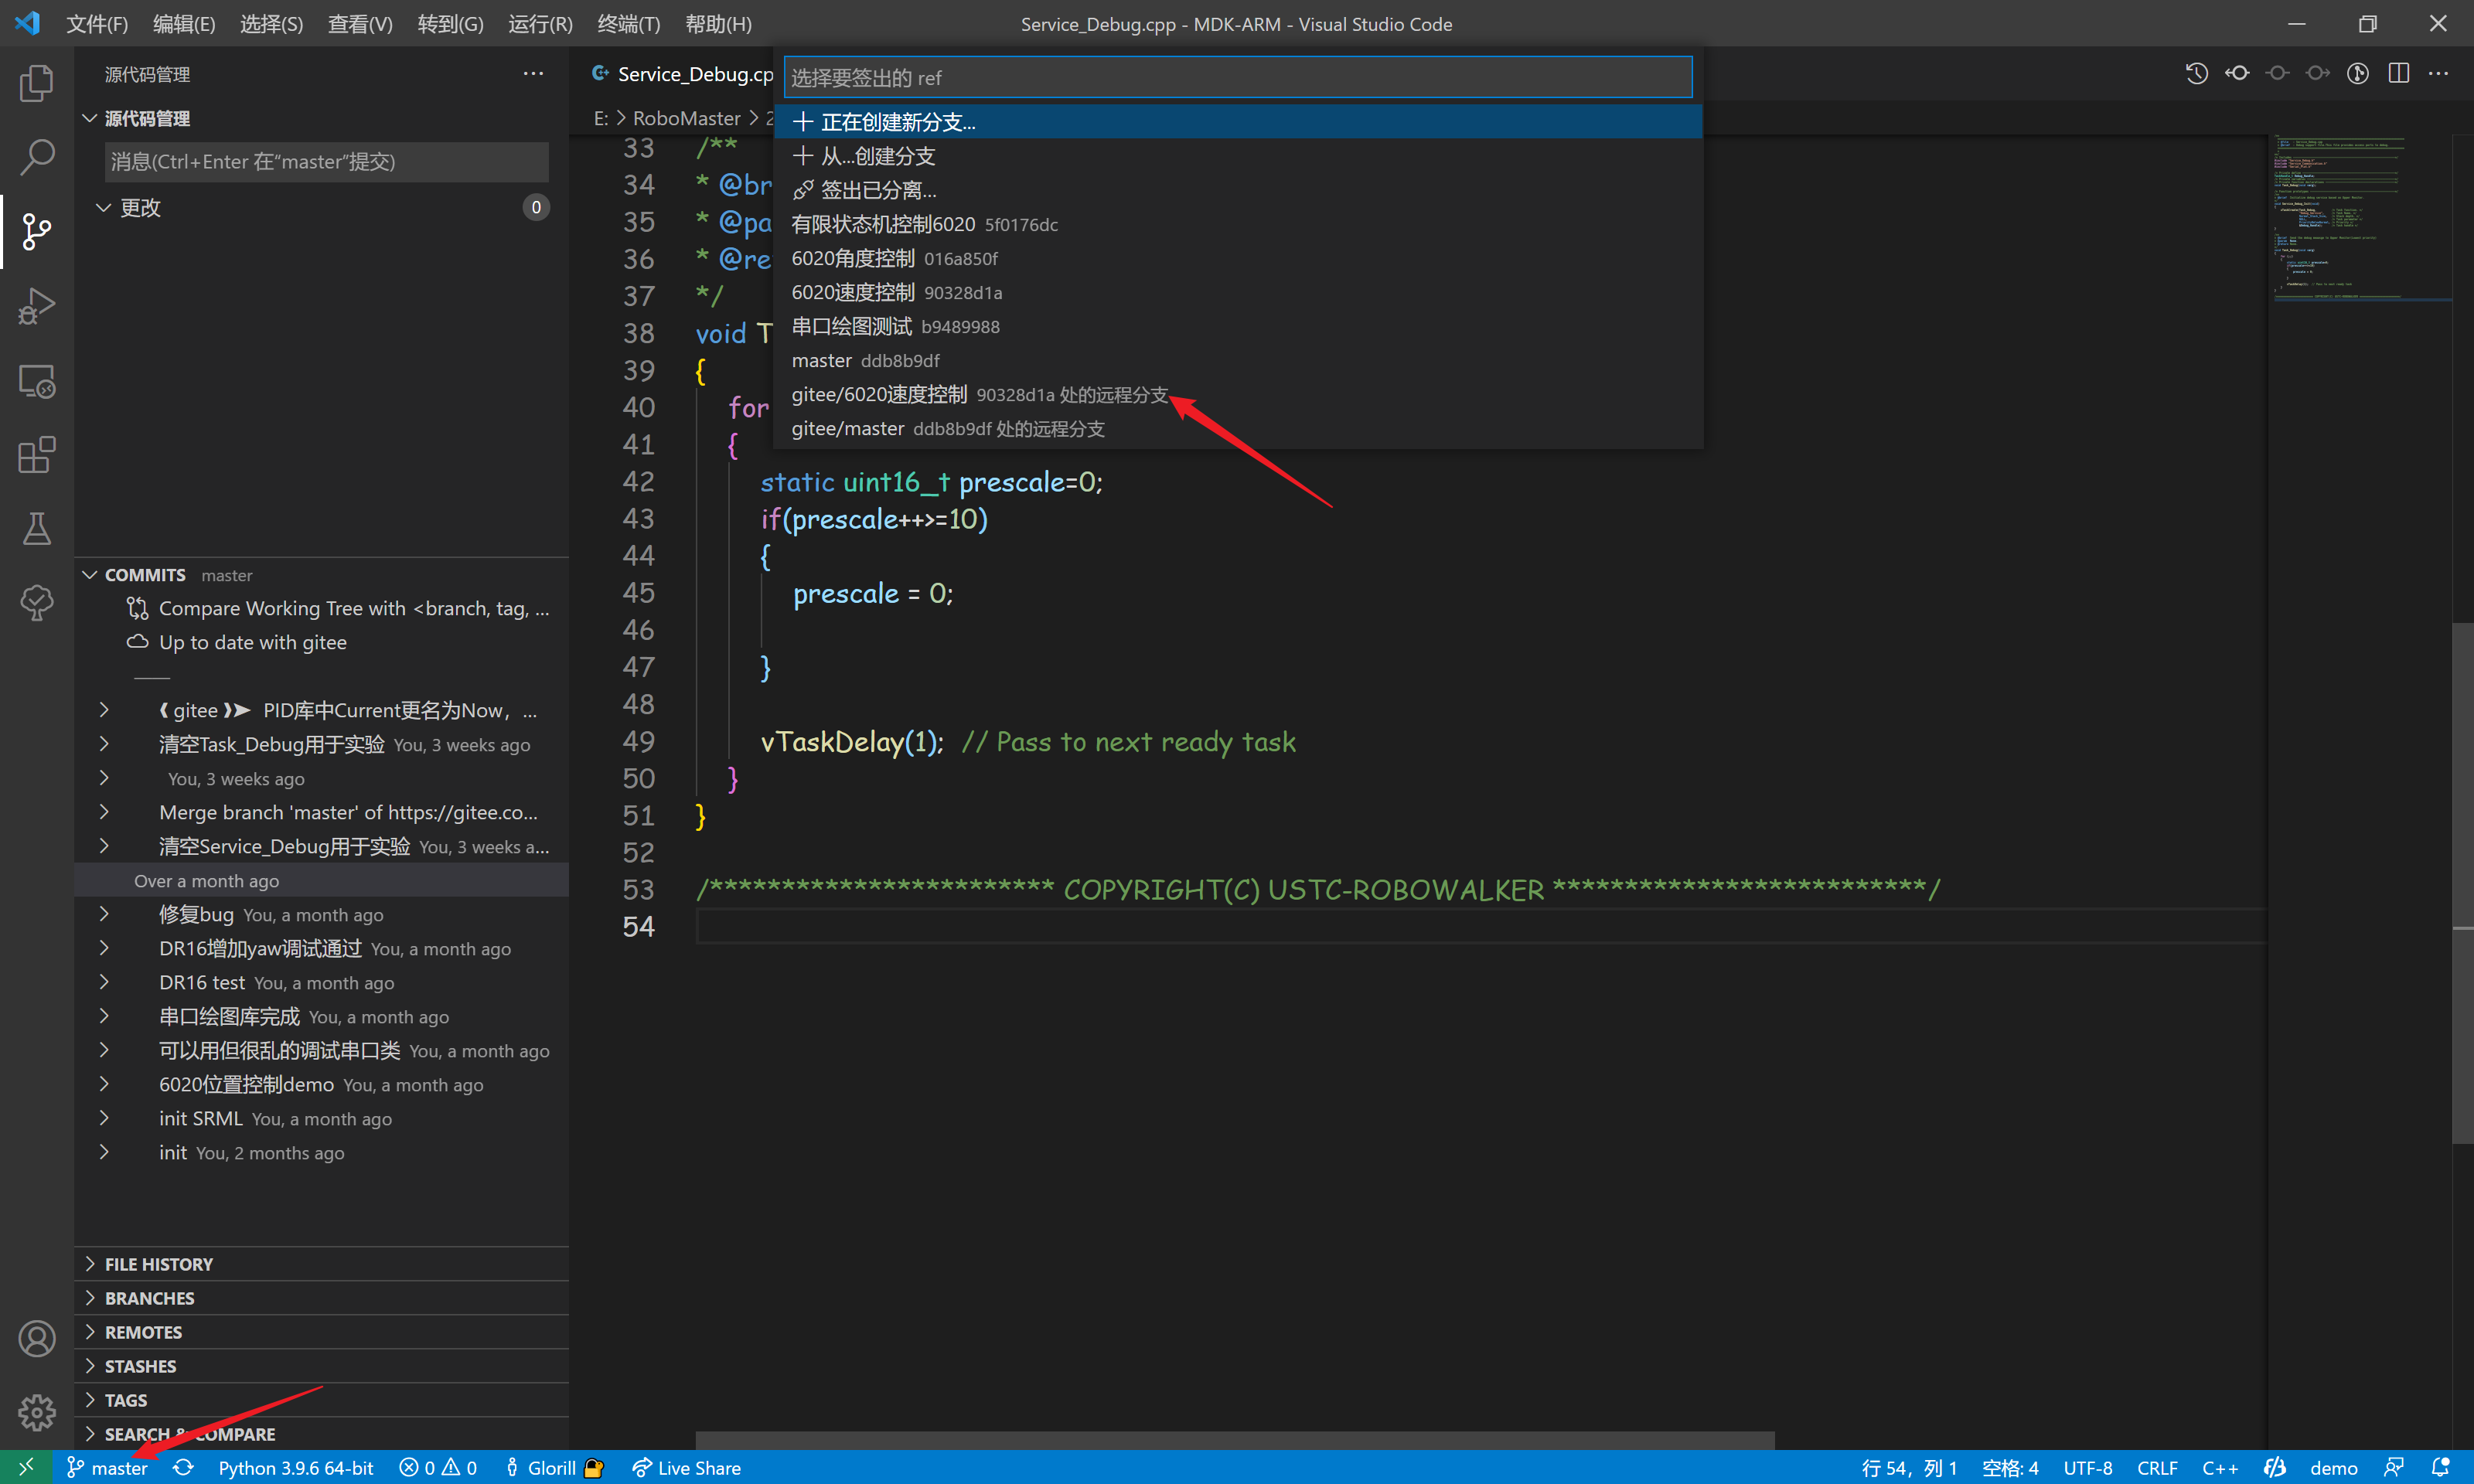 文件(F) 编辑(E) 选择(S) 查看(V) 转到(G) 运行(R) 终端(T) 帮助(H) Service_Debug.cpp - MDK-ARM - Visual Studio Code
源代码管理
源代码管理
消息(Ctrl+Enter 在“master”提交)
更改 0
COMMITS master
Compare Working Tree with <branch, tag, ...
Up to date with gitee
gitee PID库中Current更名为Now，...
清空Task_Debug用于实验 You, 3 weeks ago
You, 3 weeks ago
Merge branch 'master' of https://gitee.co...
清空Service_Debug用于实验 You, 3 weeks a...
Over a month ago
修复bug You, a month ago
DR16增加yaw调试通过 You, a month ago
DR16 test You, a month ago
串口绘图库完成 You, a month ago
可以用但很乱的调试串口类 You, a month ago
6020位置控制demo You, a month ago
init SRML You, a month ago
init You, 2 months ago
FILE HISTORY
BRANCHES
REMOTES
STASHES
TAGS
SEARCH & COMPARE
Service_Debug.cp
E: > RoboMaster > 2
选择要签出的 ref
正在创建新分支...
从...创建分支
签出已分离...
有限状态机控制6020 5f0176dc
6020角度控制 016a850f
6020速度控制 90328d1a
串口绘图测试 b9489988
master ddb8b9df
gitee/6020速度控制 90328d1a 处的远程分支
gitee/master ddb8b9df 处的远程分支
33 /**
34 * @br
35 * @pa
36 * @re
37 */
38 void T
39 {
40 for
41 {
42 static uint16_t prescale=0;
43 if(prescale++>=10)
44 {
45 prescale = 0;
46
47 }
48
49 vTaskDelay(1); // Pass to next ready task
50 }
51 }
52
53 /************************ COPYRIGHT(C) USTC-ROBOWALKER **************************/
54
master Python 3.9.6 64-bit 0 0 Glorill Live Share 行 54，列 1 空格: 4 UTF-8 CRLF C++ demo